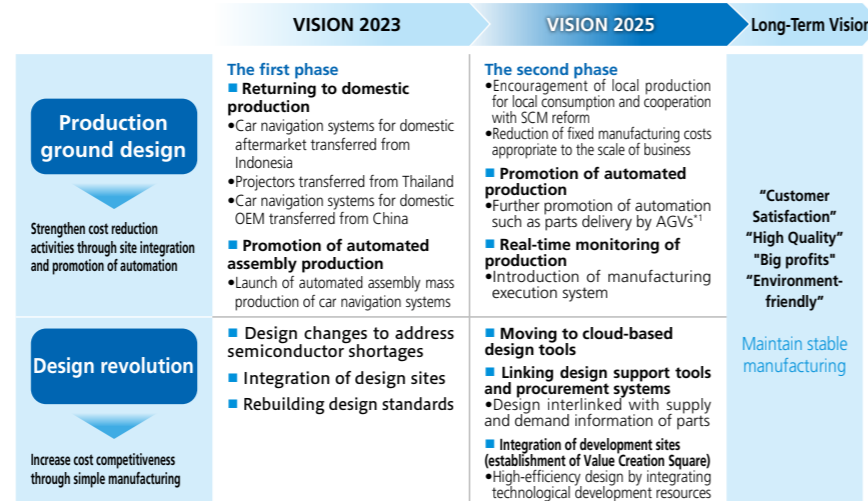 VISION 2023
VISION 2025
Long-Term Vision
Production
ground design
Strengthen cost reduction
activities through site integration
and promotion of automation
The first phase
■ Returning to domestic
production
•Car navigation systems for domestic
aftermarket transferred from
Indonesia
•Projectors transferred from Thailand
•Car navigation systems for domestic
OEM transferred from China
■ Promotion of automated
assembly production
•Launch of automated assembly mass
production of car navigation systems
The second phase
•Encouragement of local production
for local consumption and cooperation
with SCM reform
•Reduction of fixed manufacturing costs
appropriate to the scale of business
■ Promotion of automated
production
•Further promotion of automation
such as parts delivery by AGVs*1
■ Real-time monitoring of
production
•Introduction of manufacturing
execution system
Design revolution
Increase cost competitiveness
through simple manufacturing
■ Design changes to address
semiconductor shortages
■ Integration of design sites
■ Rebuilding design standards
■ Moving to cloud-based
design tools
■ Linking design support tools
and procurement systems
•Design interlinked with supply
and demand information of parts
■ Integration of development sites
(establishment of Value Creation Square)
•High-efficiency design by integrating
technological development resources
“Customer
Satisfaction”
“High Quality”
"Big profits"
“Environment-
friendly”
Maintain stable
manufacturing